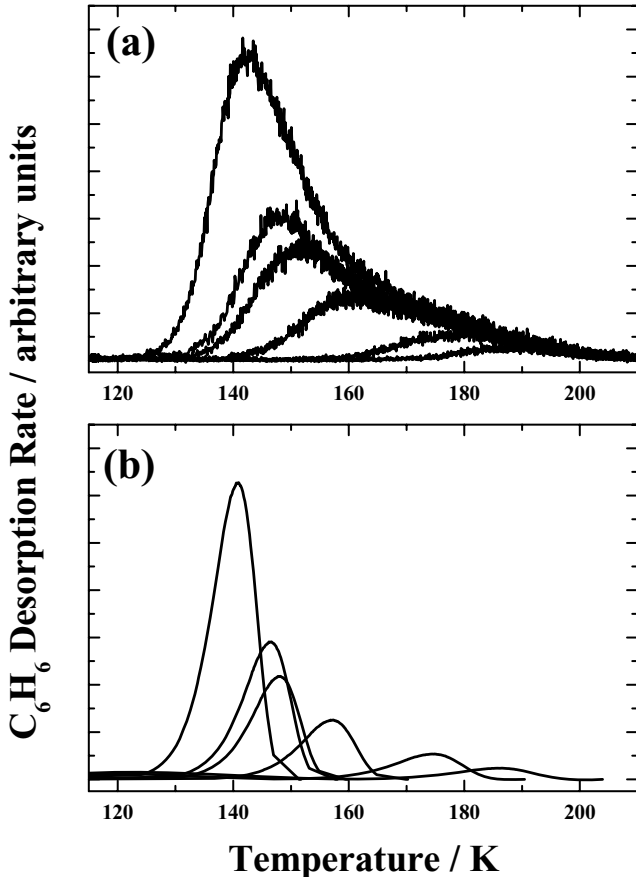 (a)
120 140 160 180 200
(b)
120 140 160 180 200
Temperature / K
C₆H₆ Desorption Rate / arbitrary units